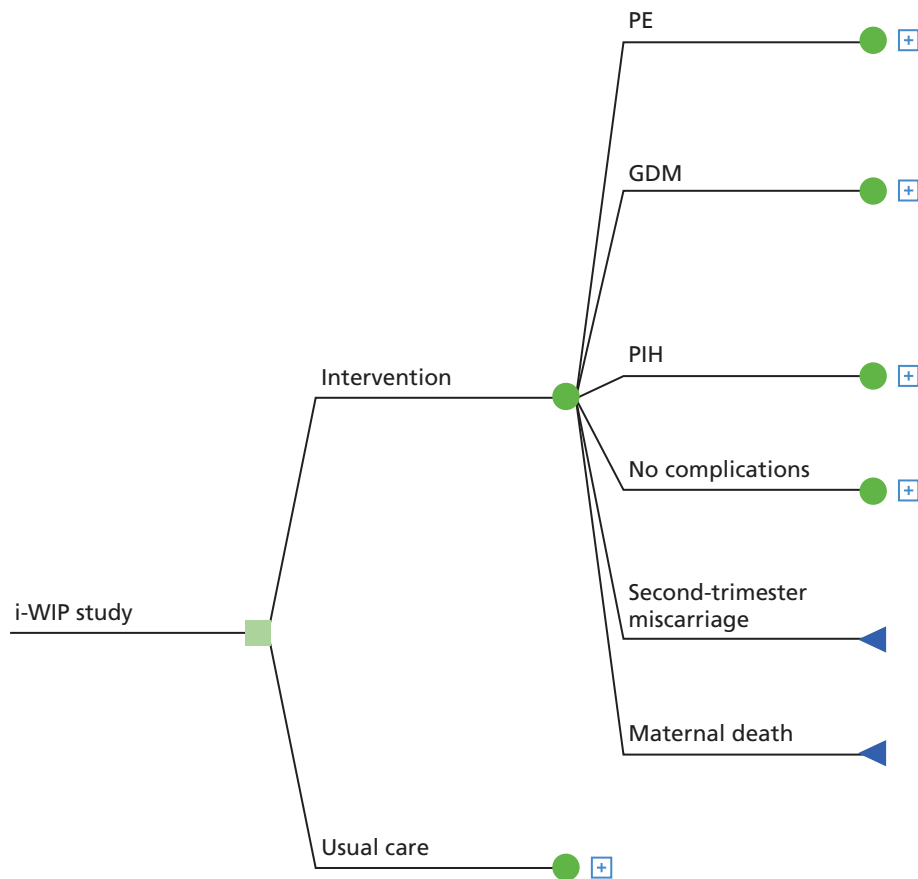 PE
GDM
PIH
Intervention
No complications
Second-trimester
miscarriage
i-WIP study
Maternal death
Usual care